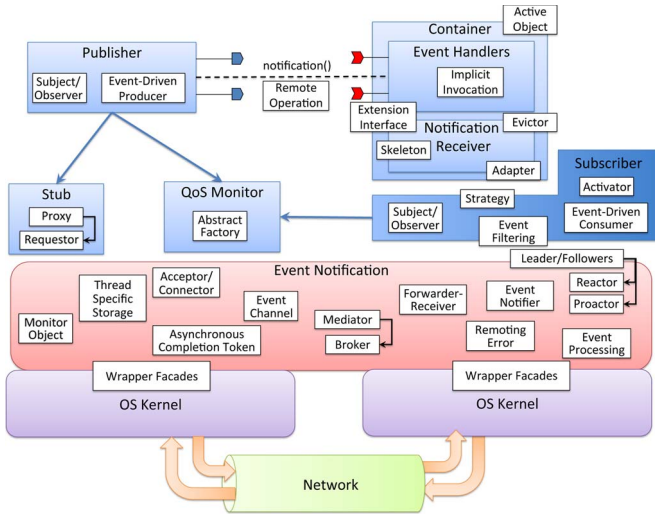 Active
Object
Container
Publisher
Event Handlers
notification()
Subject/
Observer
Event-Driven
Producer
Implicit
Invocation
Remote
Operation
Extension
Interface
Evictor
Notification
Receiver
Skeleton
Adapter
Subscriber
Stub
QoS Monitor
Activator
Strategy
Proxy
Abstract
Factory
Subject/
Observer
Event-Driven
Consumer
Requestor
Event
Filtering
Event Notification
Leader/Followers
Acceptor/
Connector
Thread
Specific
Storage
Reactor
Event
Notifier
Forwarder-
Receiver
Event
Channel
Proactor
Monitor
Object
Mediator
Asynchronous
Completion Token
Broker
Remoting
Error
Event
Processing
Wrapper Facades
Wrapper Facades
OS Kernel
OS Kernel
Network